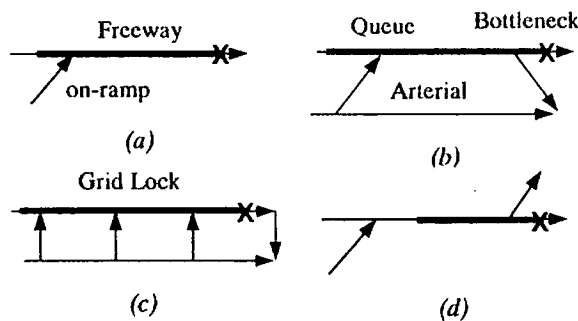 Freeway
on-ramp
(a)
Queue
Bottleneck
Arterial
(b)
Grid Lock
(c)
(d)